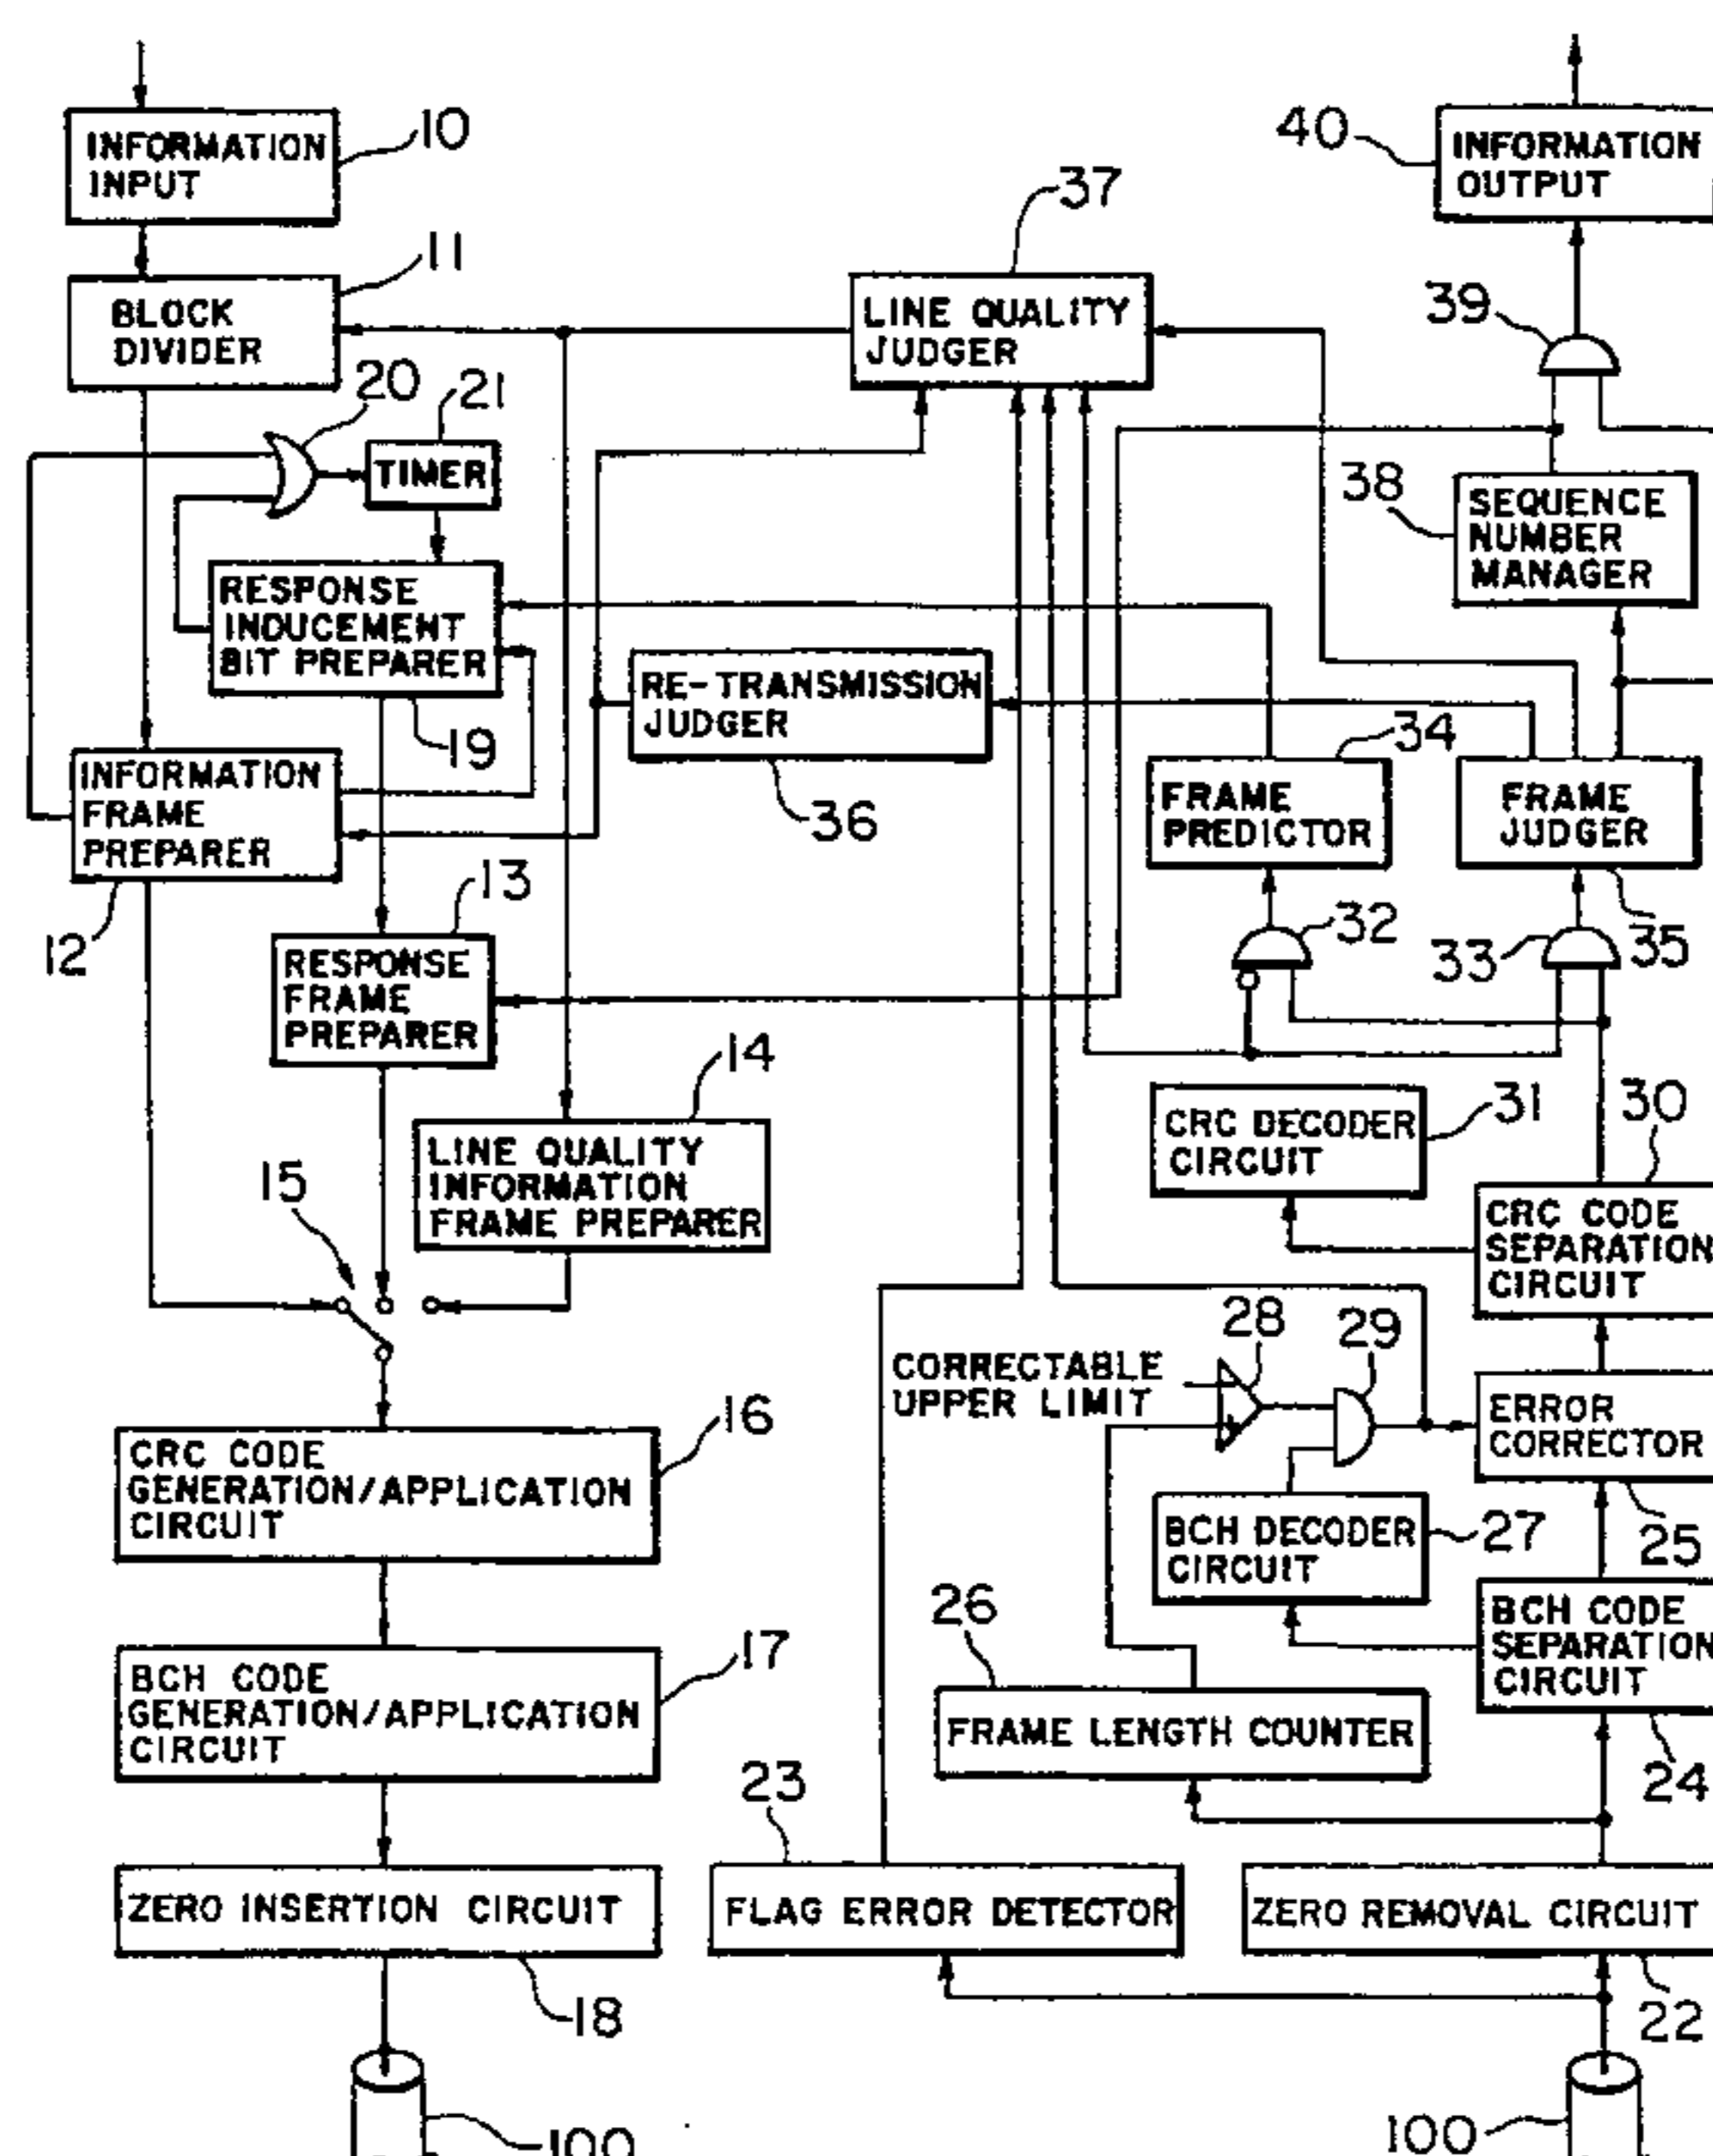 10
INFORMATION
INPUT
40
INFORMATION
OUTPUT
37
11
BLOCK
DIVIDER
LINE QUALITY
JUDGER
39
20
21
TIMER
38
SEQUENCE
NUMBER
MANAGER
RESPONSE
INDUCEMENT
BIT PREPARER
19
RE-TRANSMISSION
JUDGER
36
34
INFORMATION
FRAME
PREPARER
12
FRAME
PREDICTOR
FRAME
JUDGER
13
32
33
35
RESPONSE
FRAME
PREPARER
14
LINE QUALITY
INFORMATION
FRAME PREPARER
CRC DECODER
CIRCUIT
31
30
15
CRC CODE
SEPARATION
CIRCUIT
28
29
CORRECTABLE
UPPER LIMIT
ERROR
CORRECTOR
25
16
CRC CODE
GENERATION/APPLICATION
CIRCUIT
BCH DECODER
CIRCUIT
27
26
BCH CODE
SEPARATION
CIRCUIT
24
17
BCH CODE
GENERATION/APPLICATION
CIRCUIT
FRAME LENGTH COUNTER
23
ZERO INSERTION CIRCUIT
18
FLAG ERROR DETECTOR
ZERO REMOVAL CIRCUIT
22
100
100